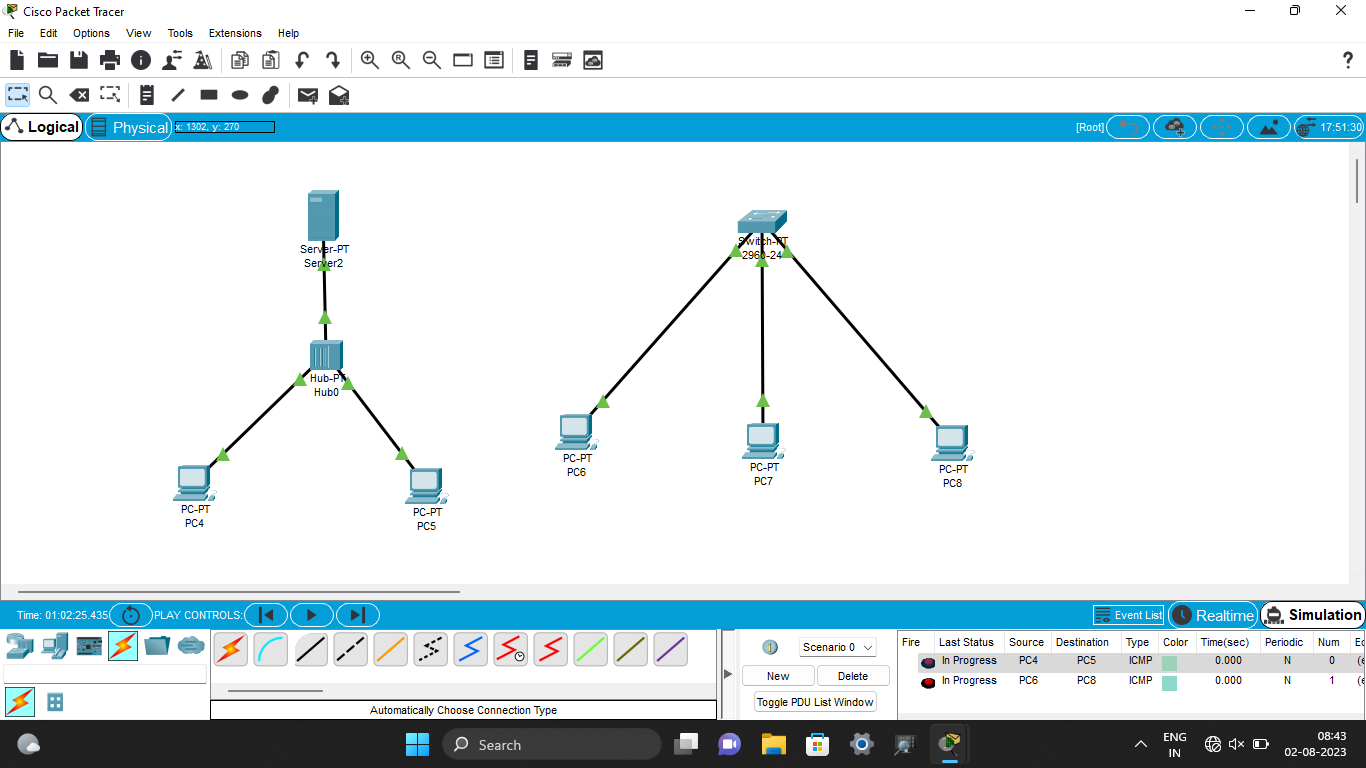 Cisco Packet Tracer
File Edit Options View Tools Extensions Help
R
?
Logical
Physical
x: 1302, y: 270
[Root]
17:51:30
Server-PT
Server2
Hub-PT
Hub0
PC-PT
PC4
PC-PT
PC5
Switch-PT
2960-24
PC-PT
PC6
PC-PT
PC7
PC-PT
PC8
Time: 01:02:25.435
PLAY CONTROLS:
Event List
Realtime
Simulation
Automatically Choose Connection Type
Scenario 0
New
Delete
Toggle PDU List Window
Fire Last Status Source Destination Type Color Time(sec) Periodic Num Ec
In Progress PC4 PC5 ICMP 0.000 N 0 (e
In Progress PC6 PC8 ICMP 0.000 N 1 (e
Search
ENG
IN
08:43
02-08-2023